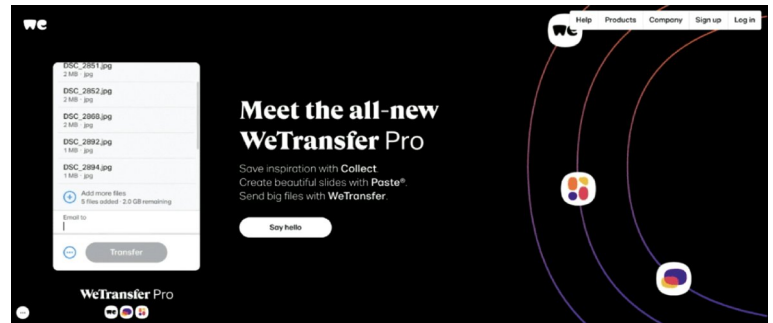 we
we
Help Products Company Sign up Log in
DSC_2851.jpg
2 MB · jpg
DSC_2852.jpg
2 MB · jpg
DSC_2868.jpg
2 MB · jpg
DSC_2892.jpg
1 MB · jpg
DSC_2894.jpg
1 MB · jpg
Add more files
5 files added · 2.0 GB remaining
Email to
Transfer
WeTransfer Pro
we
Meet the all-new
WeTransfer Pro
Save inspiration with Collect.
Create beautiful slides with Paste®.
Send big files with WeTransfer.
Say hello